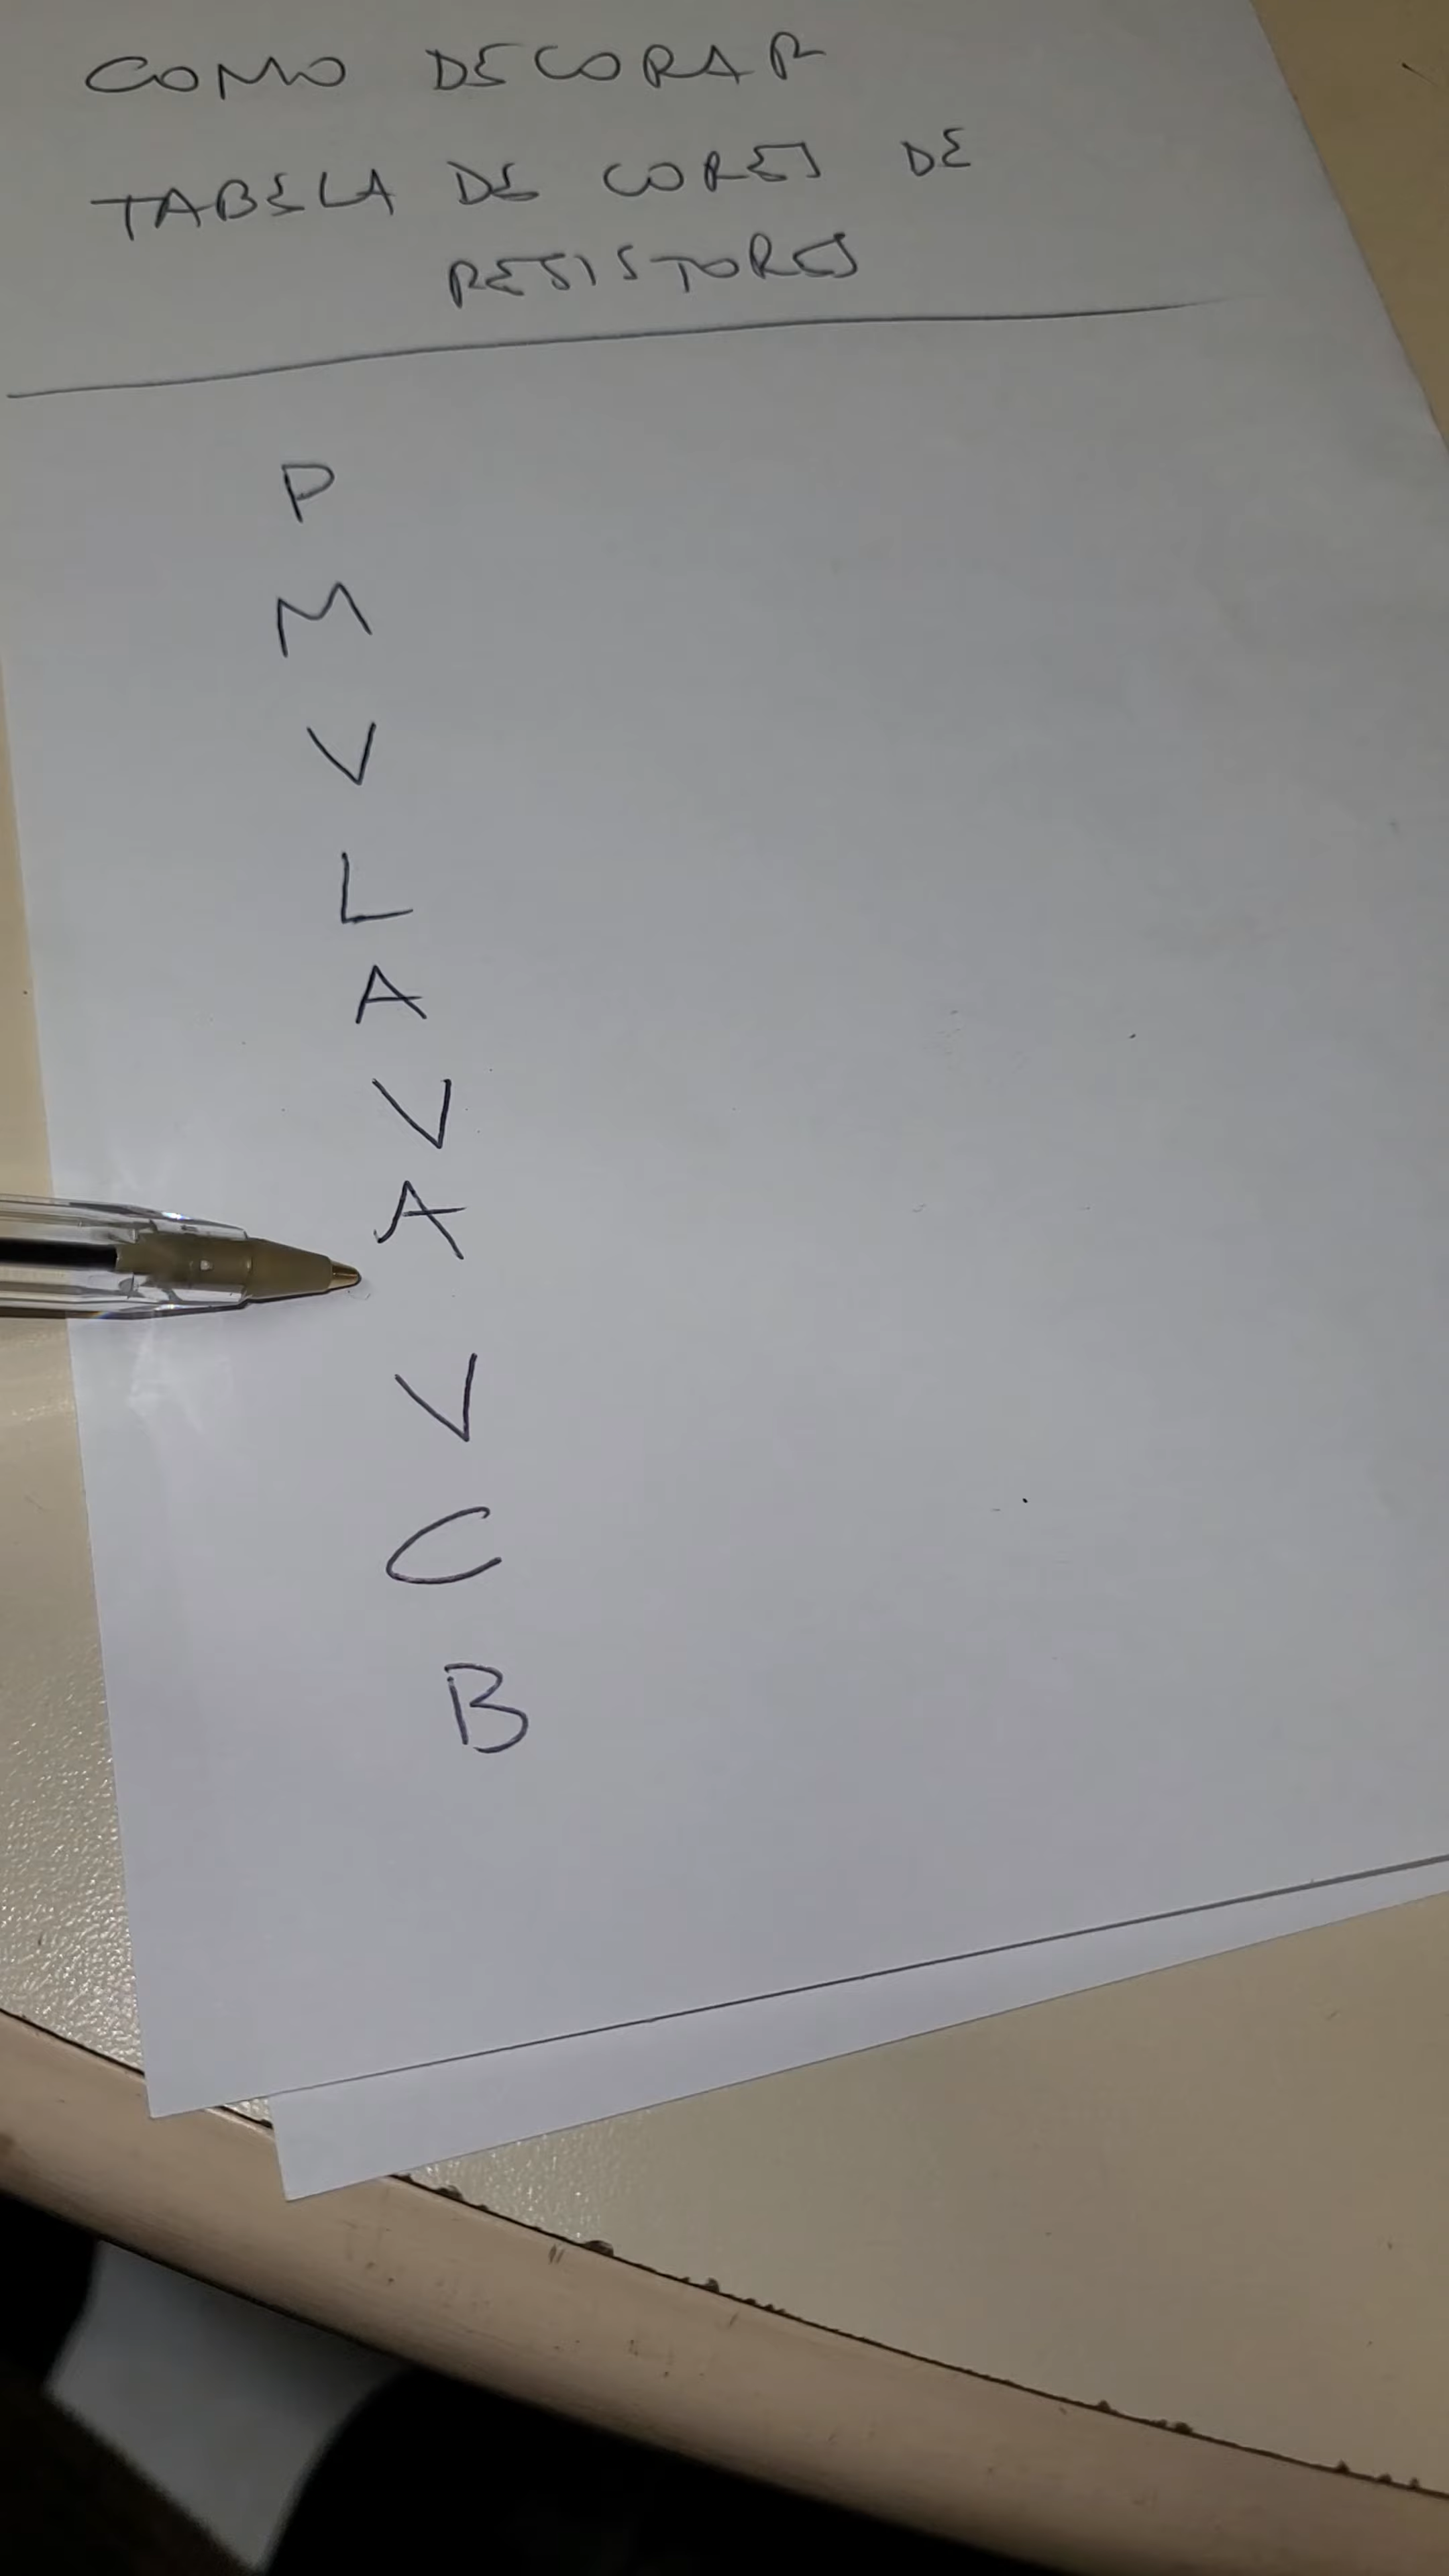 COMO DECORAR
TABELA DE CORES DE
RESISTORES
P
M
V
L
A
V
A
V
C
B